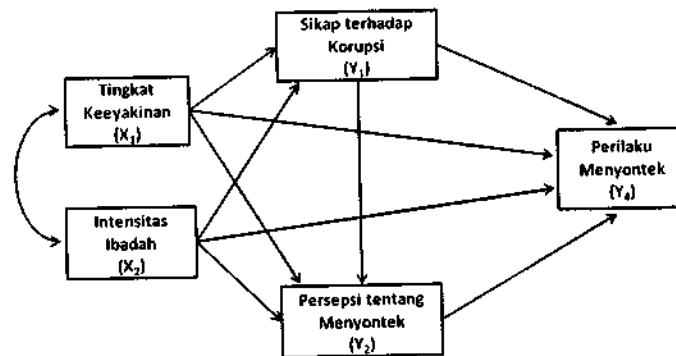 Sikap terhadap
Korupsi
(Y₁)
Tingkat
Keeyakinan
(X₁)
Perilaku
Menyontek
(Y₄)
Intensitas
Ibadah
(X₂)
Persepsi tentang
Menyontek
(Y₂)